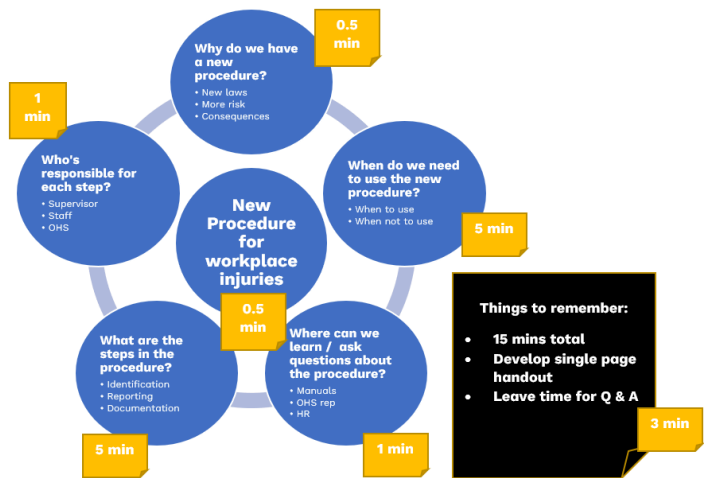 Why do we have
a new
procedure?
• New laws
• More risk
• Consequences
0.5
min
When do we need
to use the new
procedure?
• When to use
• When not to use
5 min
Where can we
learn / ask
questions about
the procedure?
• Manuals
• OHS rep
• HR
1 min
What are the
steps in the
procedure?
• Identification
• Reporting
• Documentation
5 min
Who's
responsible for
each step?
• Supervisor
• Staff
• OHS
1
min
New
Procedure
for
workplace
injuries
0.5
min
Things to remember:
• 15 mins total
• Develop single page
handout
• Leave time for Q & A
3 min